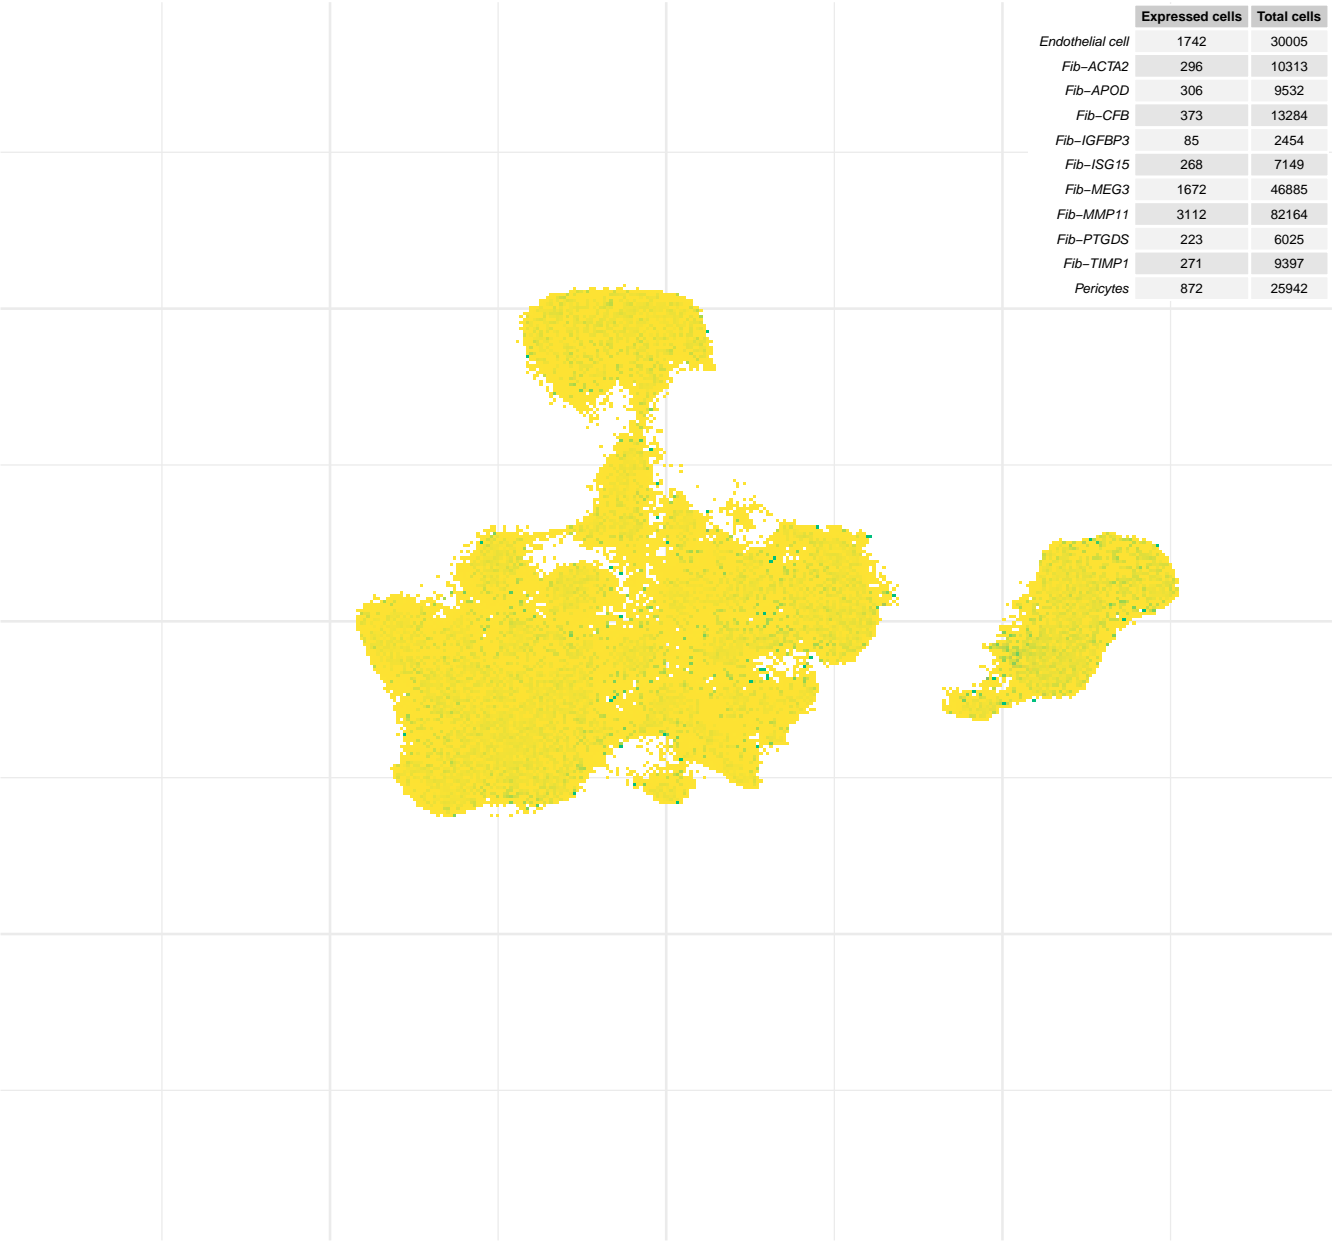 Expressed cells Total cells
Endothelial cell 1742 30005
Fib−ACTA2 296 10313
Fib−APOD 306 9532
Fib−CFB 373 13284
Fib−IGFBP3 85 2454
Fib−ISG15 268 7149
Fib−MEG3 1672 46885
Fib−MMP11 3112 82164
Fib−PTGDS 223 6025
Fib−TIMP1 271 9397
Pericytes 872 25942